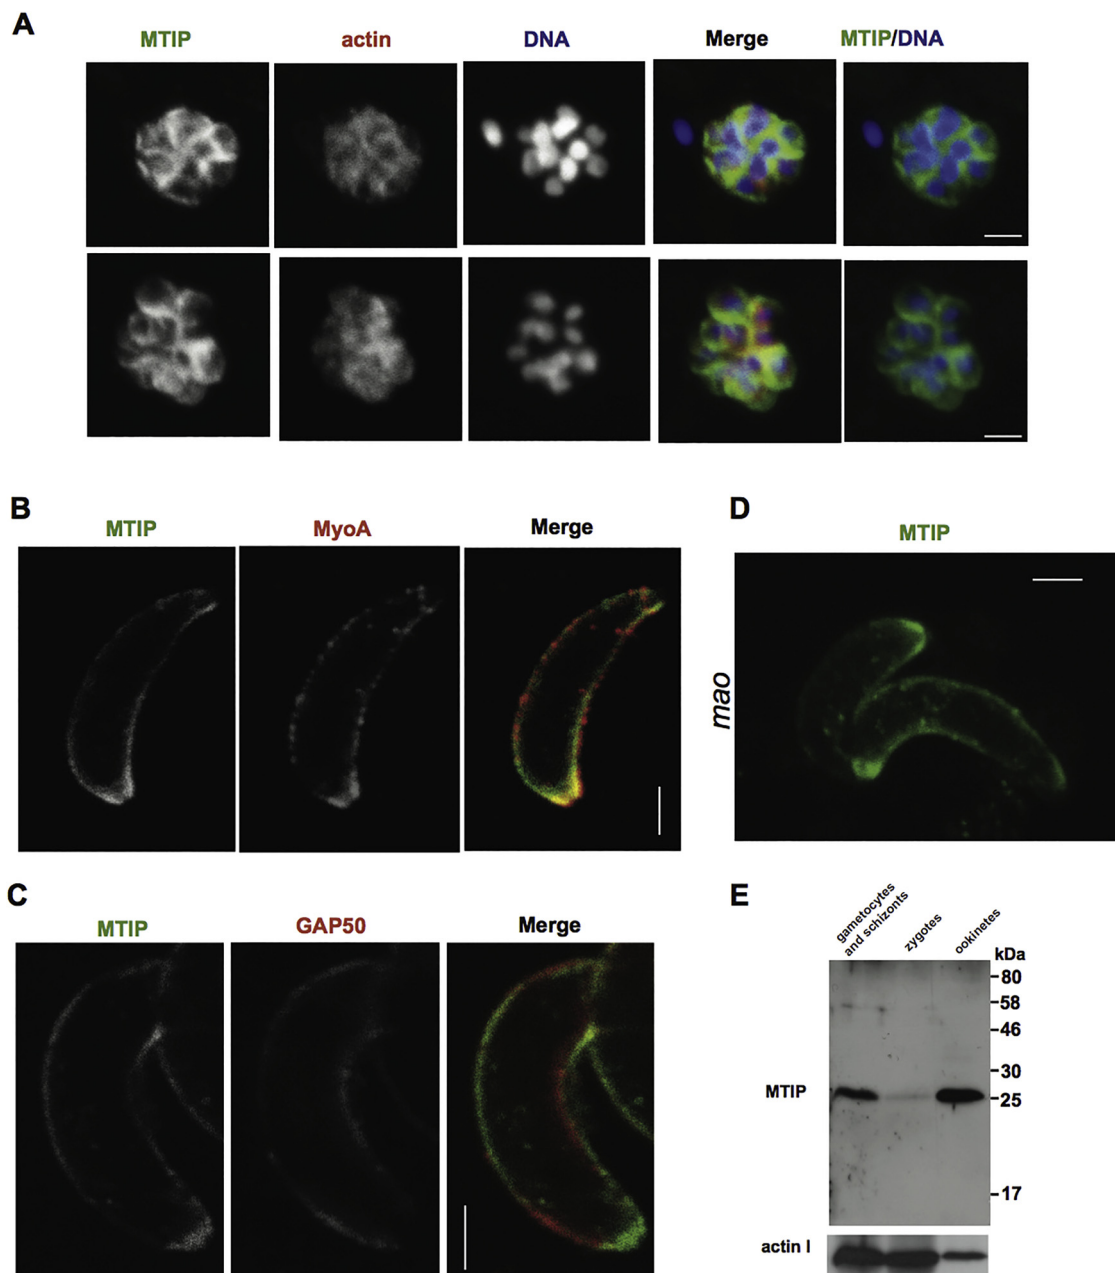 A
MTIP actin DNA Merge MTIP/DNA
B
MTIP MyoA Merge
D
MTIP
mao
C
MTIP GAP50 Merge
E
gametocytes
and schizonts
zygotes
ookinetes
kDa
80
58
46
30
MTIP
25
17
actin I